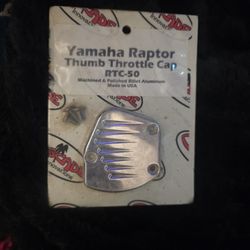 Yamaha Raptor
Thumb Throttle Cap
RTC-50
Machined & Polished Billet Aluminum
Made in USA